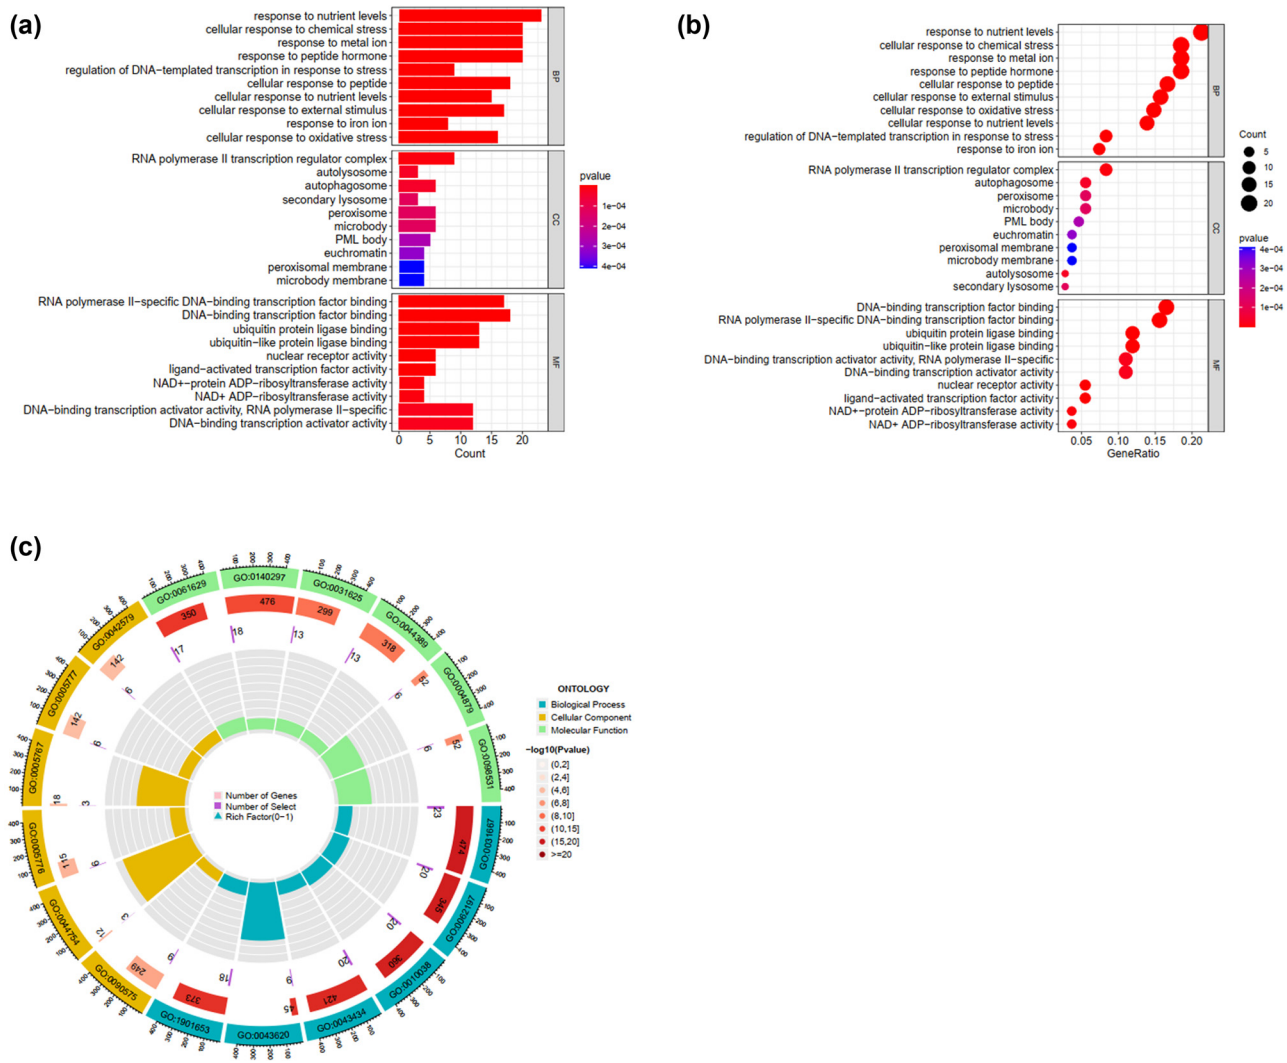 (a)
response to nutrient levels
cellular response to chemical stress
response to metal ion
response to peptide hormone
regulation of DNA−templated transcription in response to stress
cellular response to peptide
cellular response to nutrient levels
cellular response to external stimulus
response to iron ion
cellular response to oxidative stress
BP
RNA polymerase II transcription regulator complex
autolysosome
autophagosome
secondary lysosome
peroxisome
microbody
PML body
euchromatin
peroxisomal membrane
microbody membrane
CC
RNA polymerase II−specific DNA−binding transcription factor binding
DNA−binding transcription factor binding
ubiquitin protein ligase binding
ubiquitin−like protein ligase binding
nuclear receptor activity
ligand−activated transcription factor activity
NAD+−protein ADP−ribosyltransferase activity
NAD+ ADP−ribosyltransferase activity
DNA−binding transcription activator activity, RNA polymerase II−specific
DNA−binding transcription activator activity
MF
0 5 10 15 20
Count
pvalue
1e−04
2e−04
3e−04
4e−04
(b)
response to nutrient levels
cellular response to chemical stress
response to metal ion
response to peptide hormone
cellular response to peptide
cellular response to external stimulus
cellular response to oxidative stress
cellular response to nutrient levels
regulation of DNA−templated transcription in response to stress
response to iron ion
BP
RNA polymerase II transcription regulator complex
autophagosome
peroxisome
microbody
PML body
euchromatin
peroxisomal membrane
microbody membrane
autolysosome
secondary lysosome
CC
DNA−binding transcription factor binding
RNA polymerase II−specific DNA−binding transcription factor binding
ubiquitin protein ligase binding
ubiquitin−like protein ligase binding
DNA−binding transcription activator activity, RNA polymerase II−specific
DNA−binding transcription activator activity
nuclear receptor activity
ligand−activated transcription factor activity
NAD+−protein ADP−ribosyltransferase activity
NAD+ ADP−ribosyltransferase activity
MF
0.05 0.10 0.15 0.20
GeneRatio
Count
5
10
15
20
pvalue
4e−04
3e−04
2e−04
1e−04
(c)
GO:0061629
GO:0140297
GO:0031625
GO:0044389
GO:0004879
GO:0098531
GO:0031667
GO:0062197
GO:0010038
GO:0043434
GO:0043620
GO:1901653
GO:0090575
GO:0044754
GO:0005776
GO:0005767
GO:0005777
GO:0042579
350
476
299
318
52
52
474
345
360
421
45
373
249
12
115
18
142
142
17
18
13
13
6
6
23
20
20
20
9
18
9
3
6
3
6
6
Number of Genes
Number of Select
Rich Factor(0−1)
ONTOLOGY
Biological Process
Cellular Component
Molecular Function
−log10(Pvalue)
(0,2]
(2,4]
(4,6]
(6,8]
(8,10]
(10,15]
(15,20]
>=20